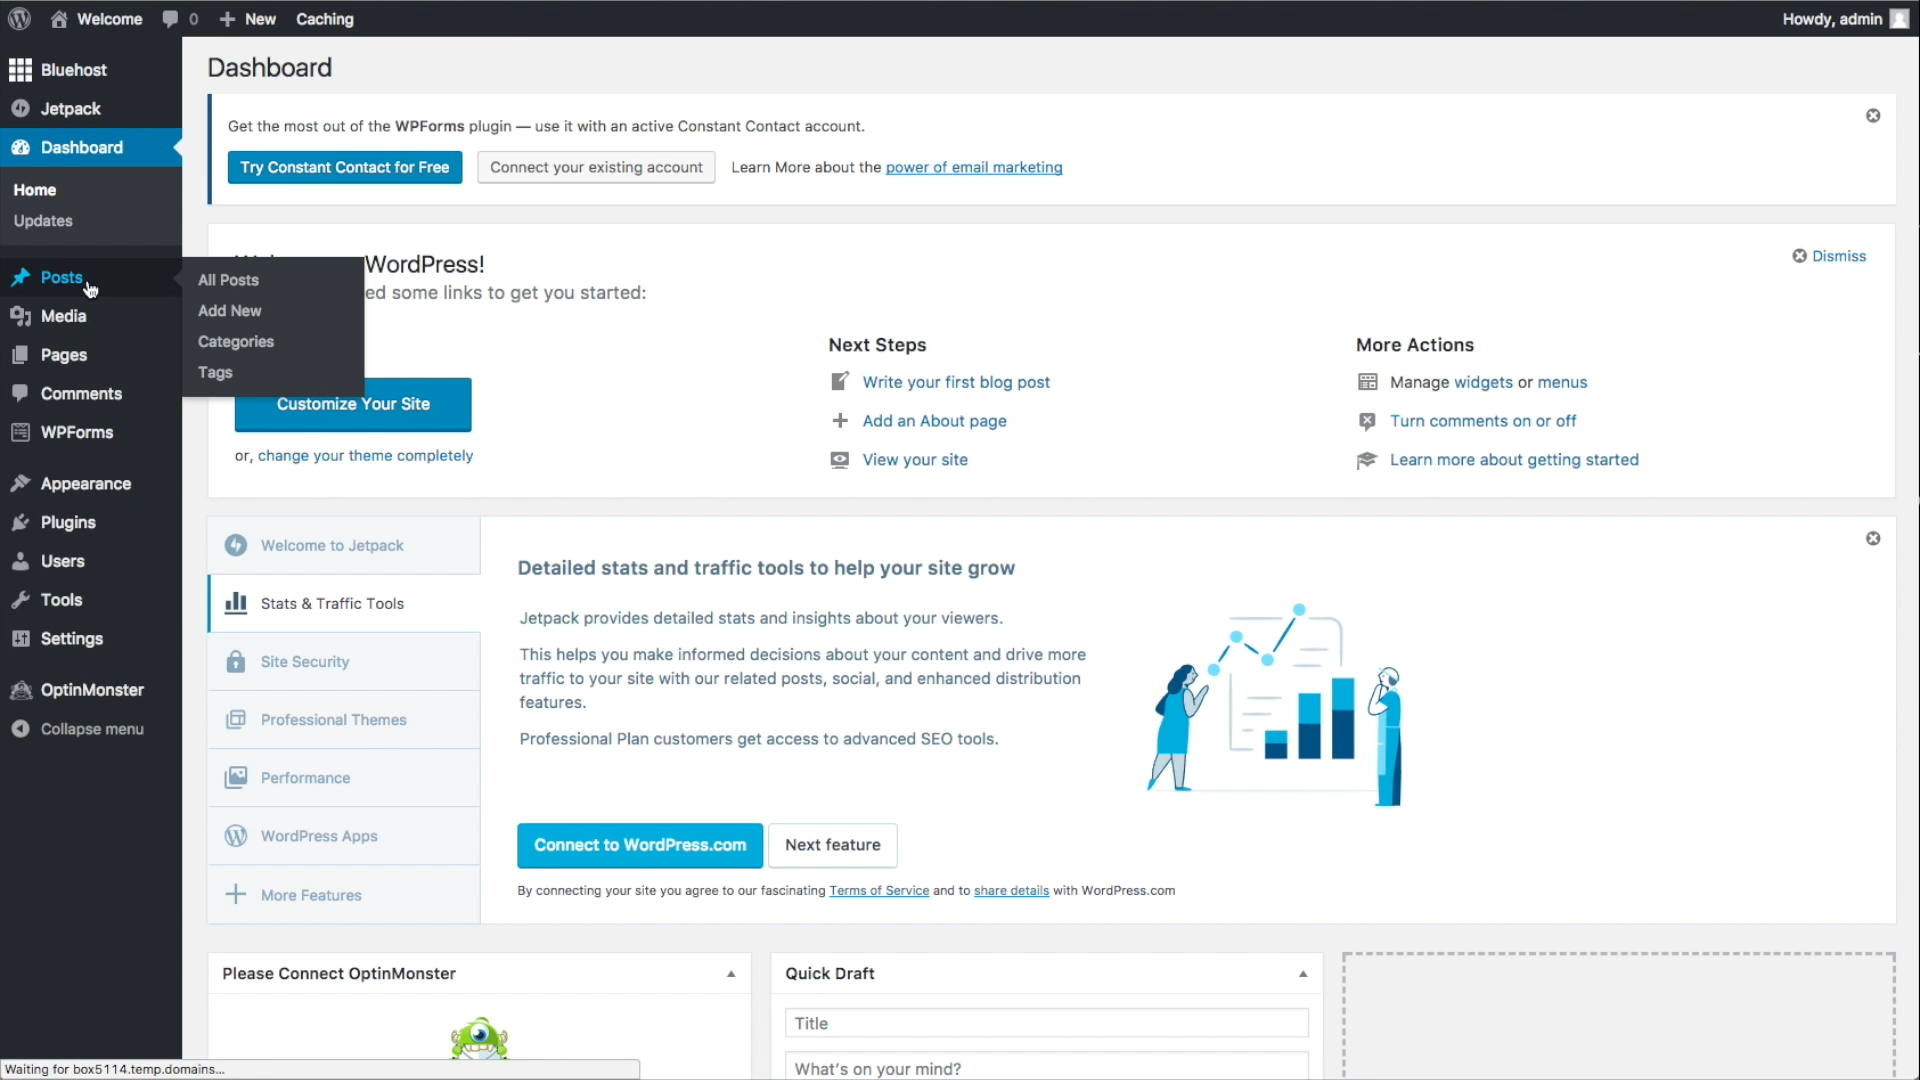 Welcome 0 New Caching Howdy, admin
Bluehost
Jetpack
Dashboard
Home
Updates
Posts
Media
Pages
Comments
WPForms
Appearance
Plugins
Users
Tools
Settings
OptinMonster
Collapse menu
All Posts
Add New
Categories
Tags
Dashboard
Get the most out of the WPForms plugin — use it with an active Constant Contact account.
Try Constant Contact for Free Connect your existing account Learn More about the power of email marketing
WordPress!
Dismiss
ed some links to get you started:
Customize Your Site
or, change your theme completely
Next Steps
Write your first blog post
Add an About page
View your site
More Actions
Manage widgets or menus
Turn comments on or off
Learn more about getting started
Welcome to Jetpack
Stats & Traffic Tools
Site Security
Professional Themes
Performance
WordPress Apps
More Features
Detailed stats and traffic tools to help your site grow
Jetpack provides detailed stats and insights about your viewers.
This helps you make informed decisions about your content and drive more
traffic to your site with our related posts, social, and enhanced distribution
features.
Professional Plan customers get access to advanced SEO tools.
Connect to WordPress.com Next feature
By connecting your site you agree to our fascinating Terms of Service and to share details with WordPress.com
Please Connect OptinMonster
Quick Draft
Title
What's on your mind?
Waiting for box5114.temp.domains...